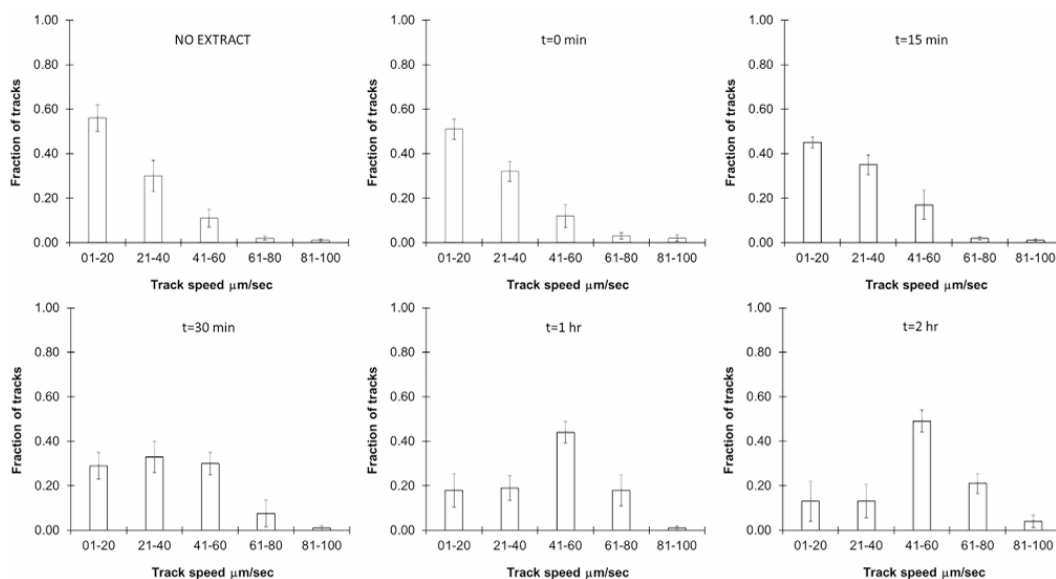 NO EXTRACT
1.00
0.80
0.60
0.40
0.20
0.00
Fraction of tracks
01-20 21-40 41-60 61-80 81-100
Track speed μm/sec
t=0 min
1.00
0.80
0.60
0.40
0.20
0.00
Fraction of tracks
01-20 21-40 41-60 61-80 81-100
Track speed μm/sec
t=15 min
1.00
0.80
0.60
0.40
0.20
0.00
Fraction of tracks
01-20 21-40 41-60 61-80 81-100
Track speed μm/sec
t=30 min
1.00
0.80
0.60
0.40
0.20
0.00
Fraction of tracks
01-20 21-40 41-60 61-80 81-100
Track speed μm/sec
t=1 hr
1.00
0.80
0.60
0.40
0.20
0.00
Fraction of tracks
01-20 21-40 41-60 61-80 81-100
Track speed μm/sec
t=2 hr
1.00
0.80
0.60
0.40
0.20
0.00
Fraction of tracks
01-20 21-40 41-60 61-80 81-100
Track speed μm/sec